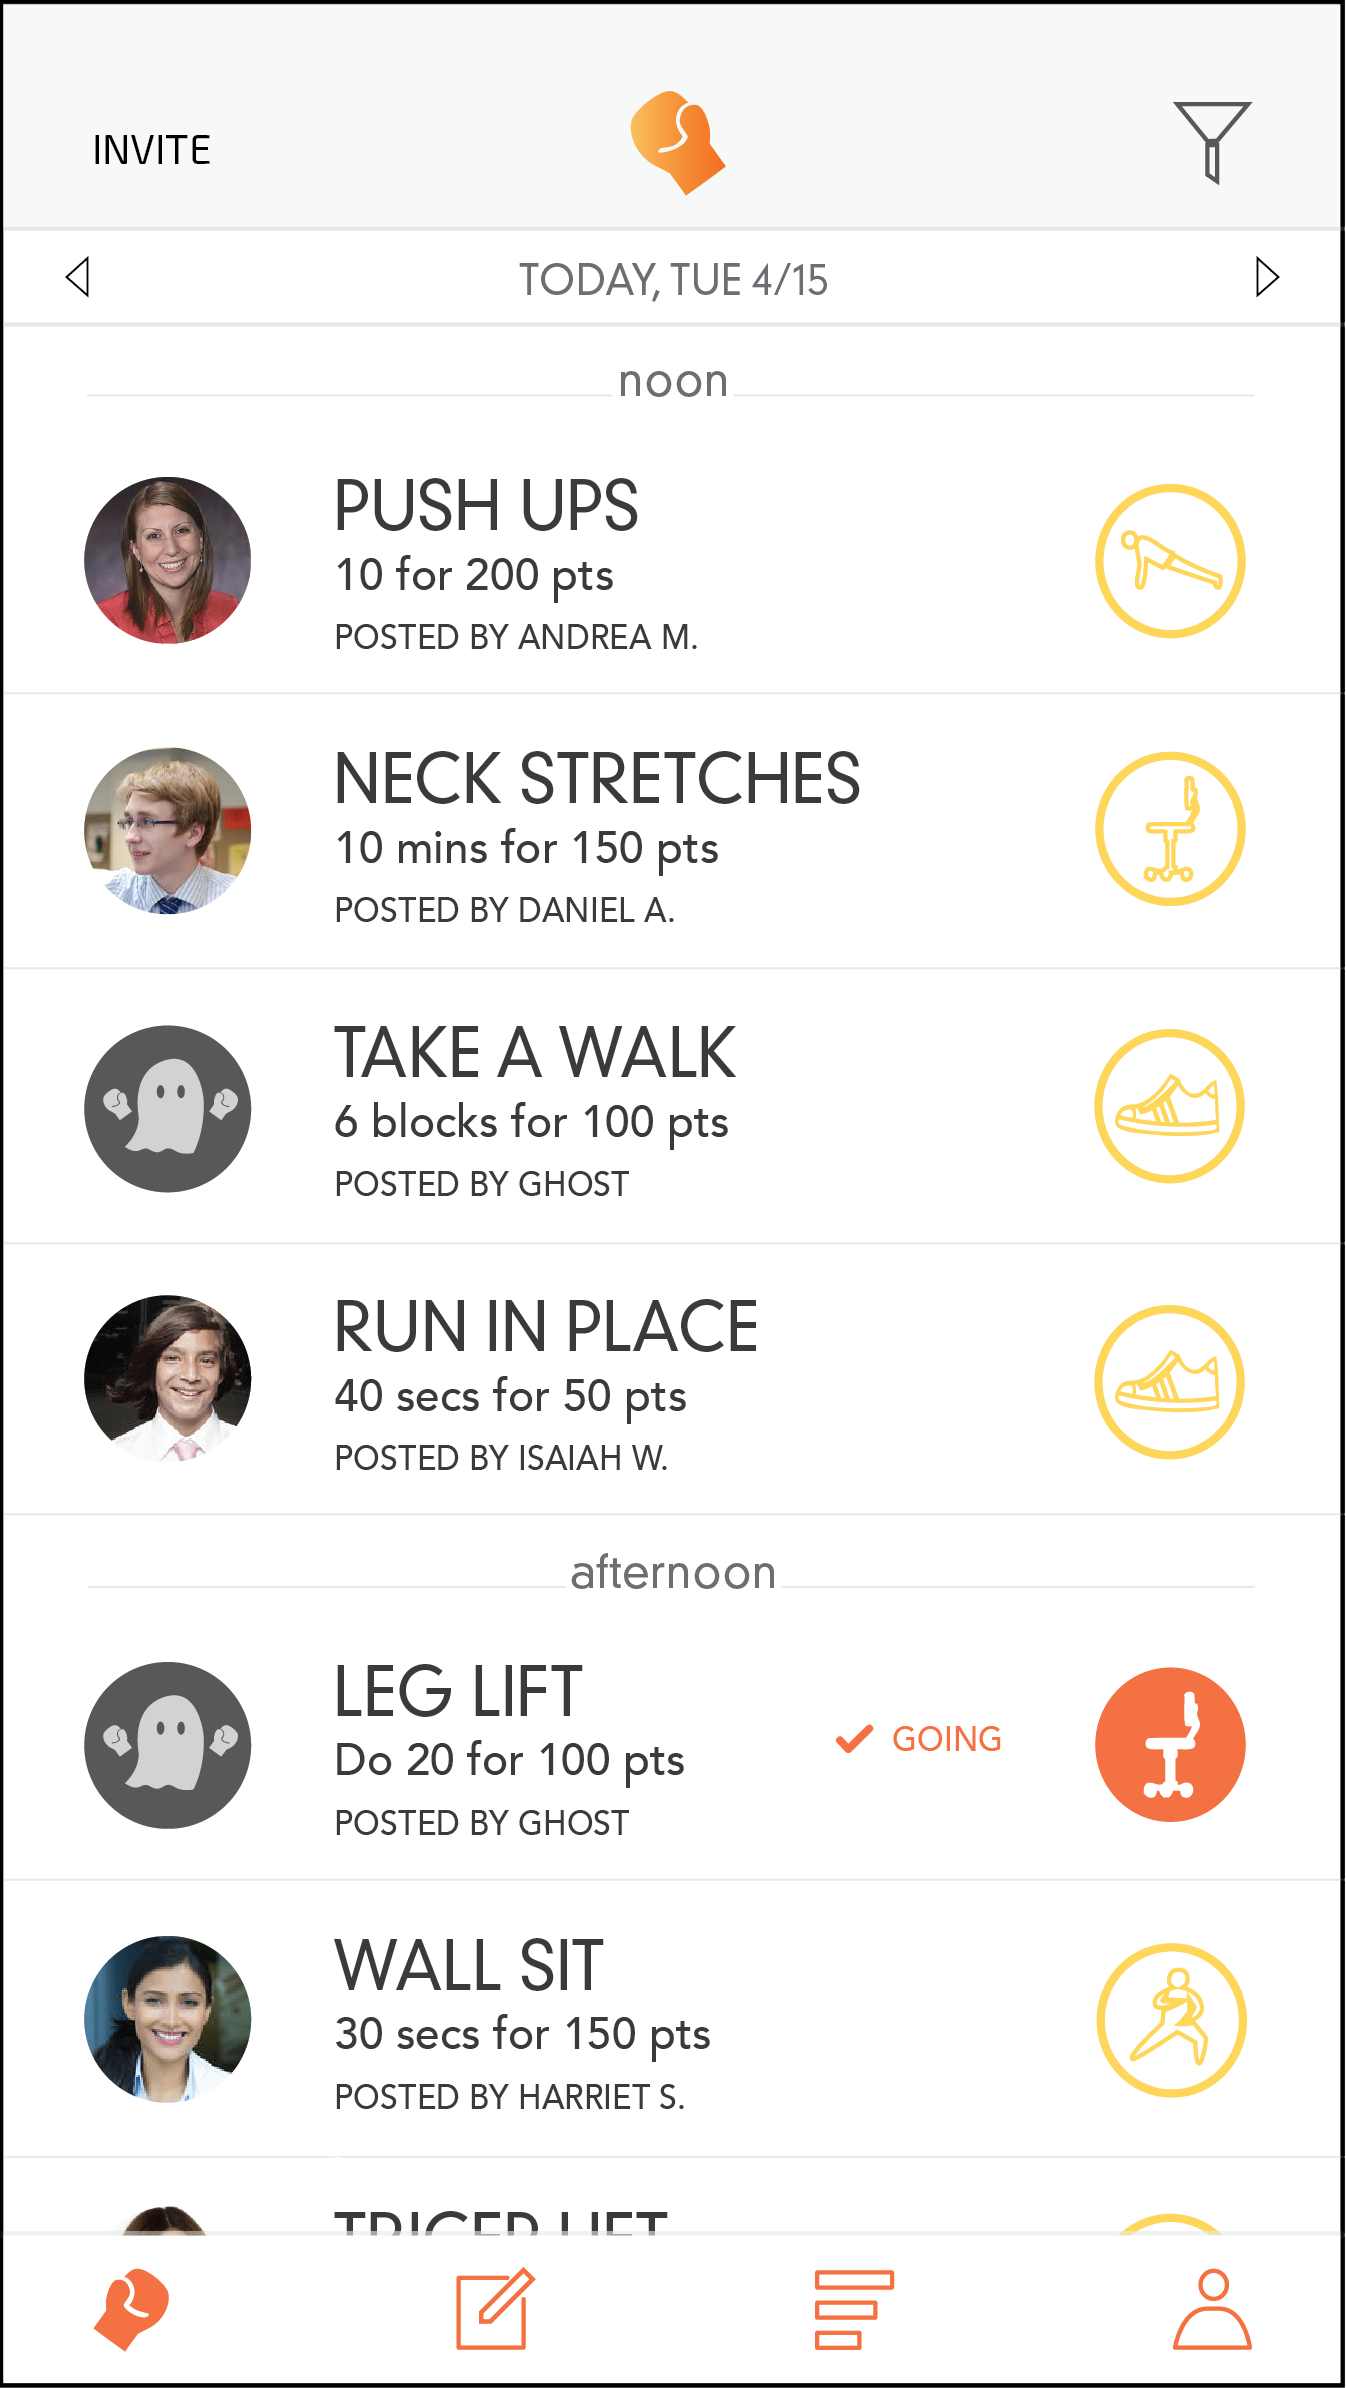 INVITE
TODAY, TUE 4/15
noon
PUSH UPS
10 for 200 pts
POSTED BY ANDREA M.
NECK STRETCHES
10 mins for 150 pts
POSTED BY DANIEL A.
TAKE A WALK
6 blocks for 100 pts
POSTED BY GHOST
RUN IN PLACE
40 secs for 50 pts
POSTED BY ISAIAH W.
afternoon
LEG LIFT
Do 20 for 100 pts
GOING
POSTED BY GHOST
WALL SIT
30 secs for 150 pts
POSTED BY HARRIET S.
TRICEP LIFT